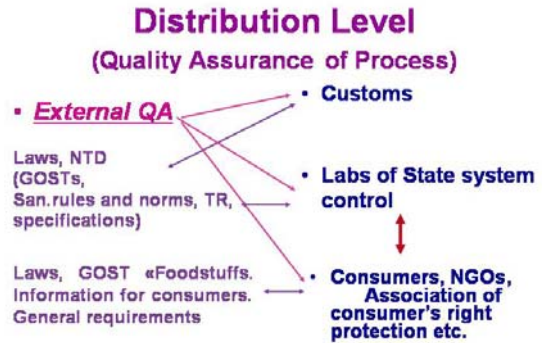 Distribution Level
(Quality Assurance of Process)
• External QA
Laws, NTD
(GOSTs,
San.rules and norms, TR,
specifications)
Laws, GOST «Foodstuffs.
Information for consumers.
General requirements
• Customs
• Labs of State system
control
• Consumers, NGOs,
Association of
consumer's right
protection etc.